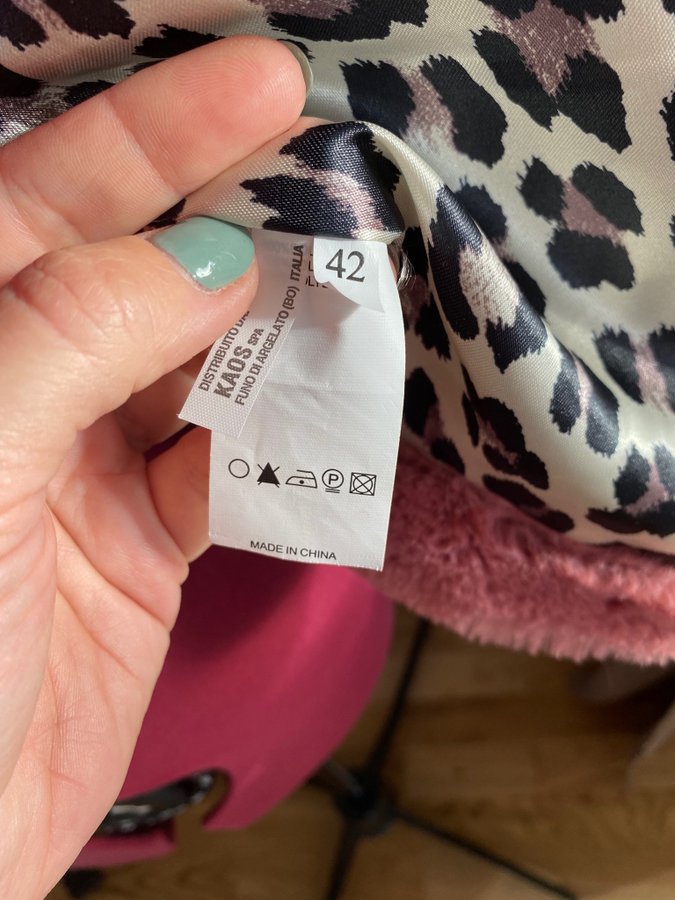 42
DISTRIBUITO DA
KAOS SPA
FUNO DI ARGELATO (BO) ITALIA
P
MADE IN CHINA